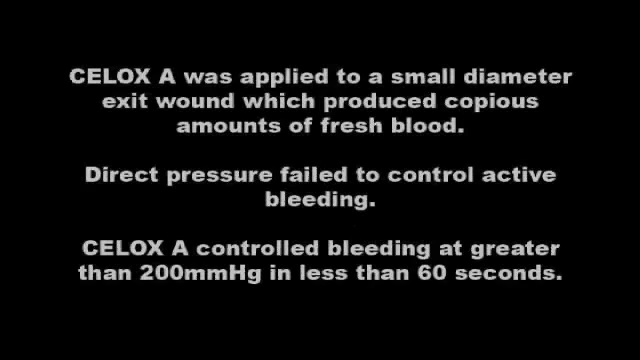 CELOX A was applied to a small diameter
exit wound which produced copious
amounts of fresh blood.
Direct pressure failed to control active
bleeding.
CELOX A controlled bleeding at greater
than 200mmHg in less than 60 seconds.